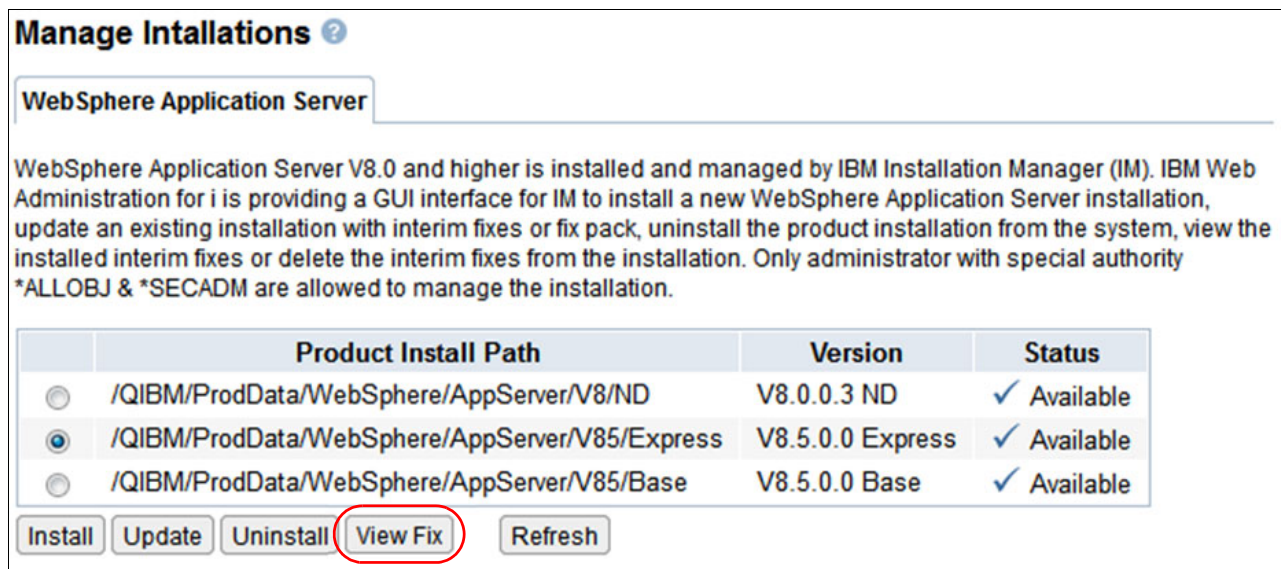 Manage Intallations ?
WebSphere Application Server
WebSphere Application Server V8.0 and higher is installed and managed by IBM Installation Manager (IM). IBM Web
Administration for i is providing a GUI interface for IM to install a new WebSphere Application Server installation,
update an existing installation with interim fixes or fix pack, uninstall the product installation from the system, view the
installed interim fixes or delete the interim fixes from the installation. Only administrator with special authority
*ALLOBJ & *SECADM are allowed to manage the installation.
Product Install Path Version Status
/QIBM/ProdData/WebSphere/AppServer/V8/ND V8.0.0.3 ND ✓ Available
/QIBM/ProdData/WebSphere/AppServer/V85/Express V8.5.0.0 Express ✓ Available
/QIBM/ProdData/WebSphere/AppServer/V85/Base V8.5.0.0 Base ✓ Available
Install Update Uninstall View Fix Refresh